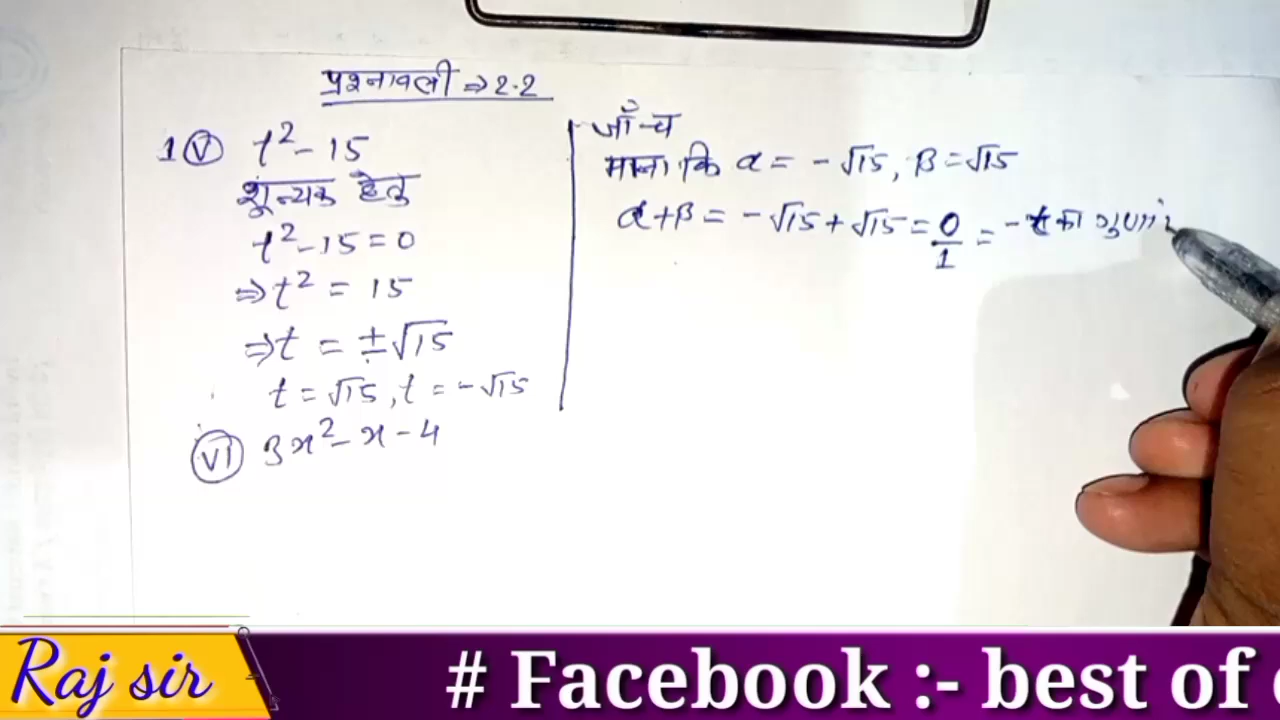 प्रश्नावली ⇒ 2.2
1 (v) t² - 15
शून्यक हेतु
t² - 15 = 0
⇒ t² = 15
⇒ t = ±√15
t = √15, t = -√15
(vi) 3x² - x - 4
जाँच
माना कि α = -√15, β = √15
α + β = -√15 + √15 = 0/1 = - t का
Raj sir
# Facebook :- best of